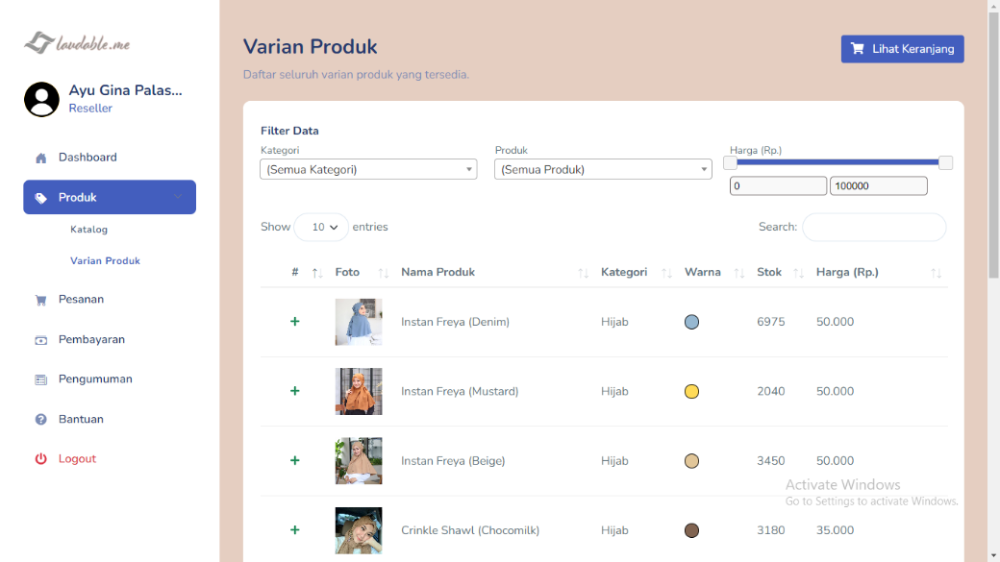 laudable.me
Ayu Gina Palas...
Reseller
Dashboard
Produk
Katalog
Varian Produk
Pesanan
Pembayaran
Pengumuman
Bantuan
Logout
Varian Produk
Daftar seluruh varian produk yang tersedia.
Lihat Keranjang
Filter Data
Kategori
(Semua Kategori)
Produk
(Semua Produk)
Harga (Rp.)
0
100000
Show 10 entries
Search:
# Foto Nama Produk Kategori Warna Stok Harga (Rp.)
+ Instan Freya (Denim) Hijab 6975 50.000
+ Instan Freya (Mustard) Hijab 2040 50.000
+ Instan Freya (Beige) Hijab 3450 50.000
+ Crinkle Shawl (Chocomilk) Hijab 3180 35.000
Activate Windows
Go to Settings to activate Windows.